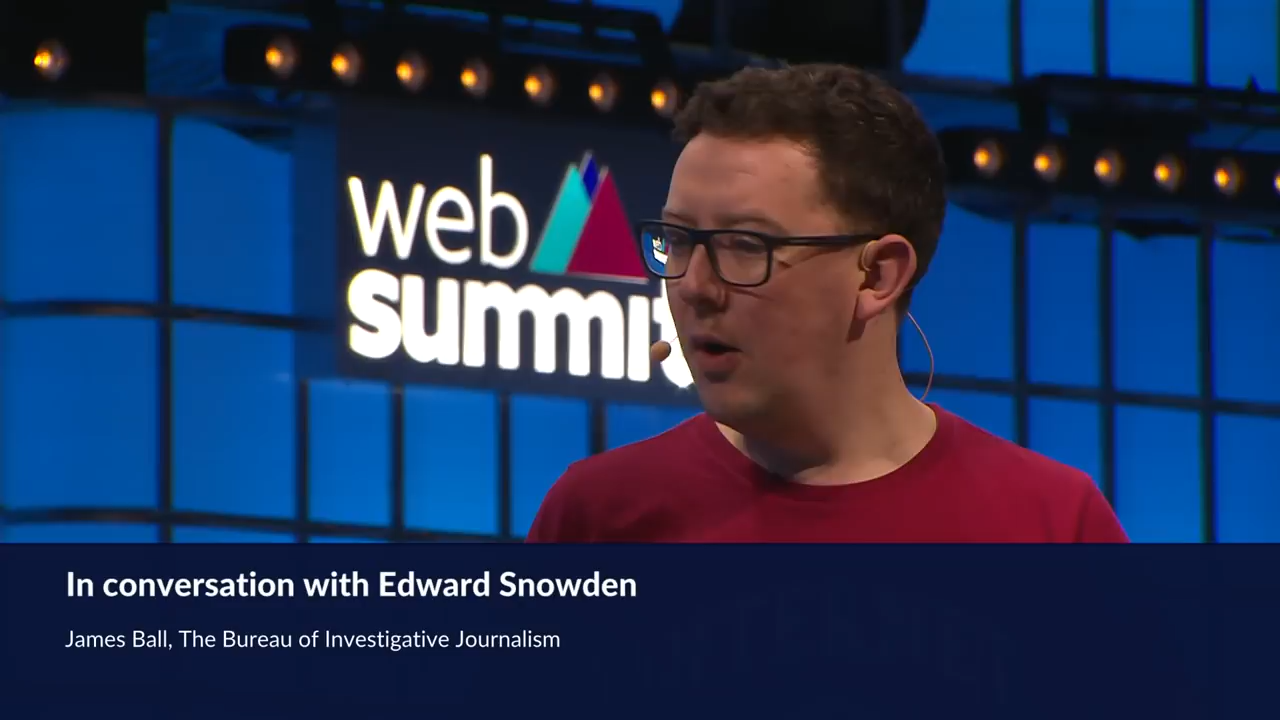 web
summit
In conversation with Edward Snowden
James Ball, The Bureau of Investigative Journalism